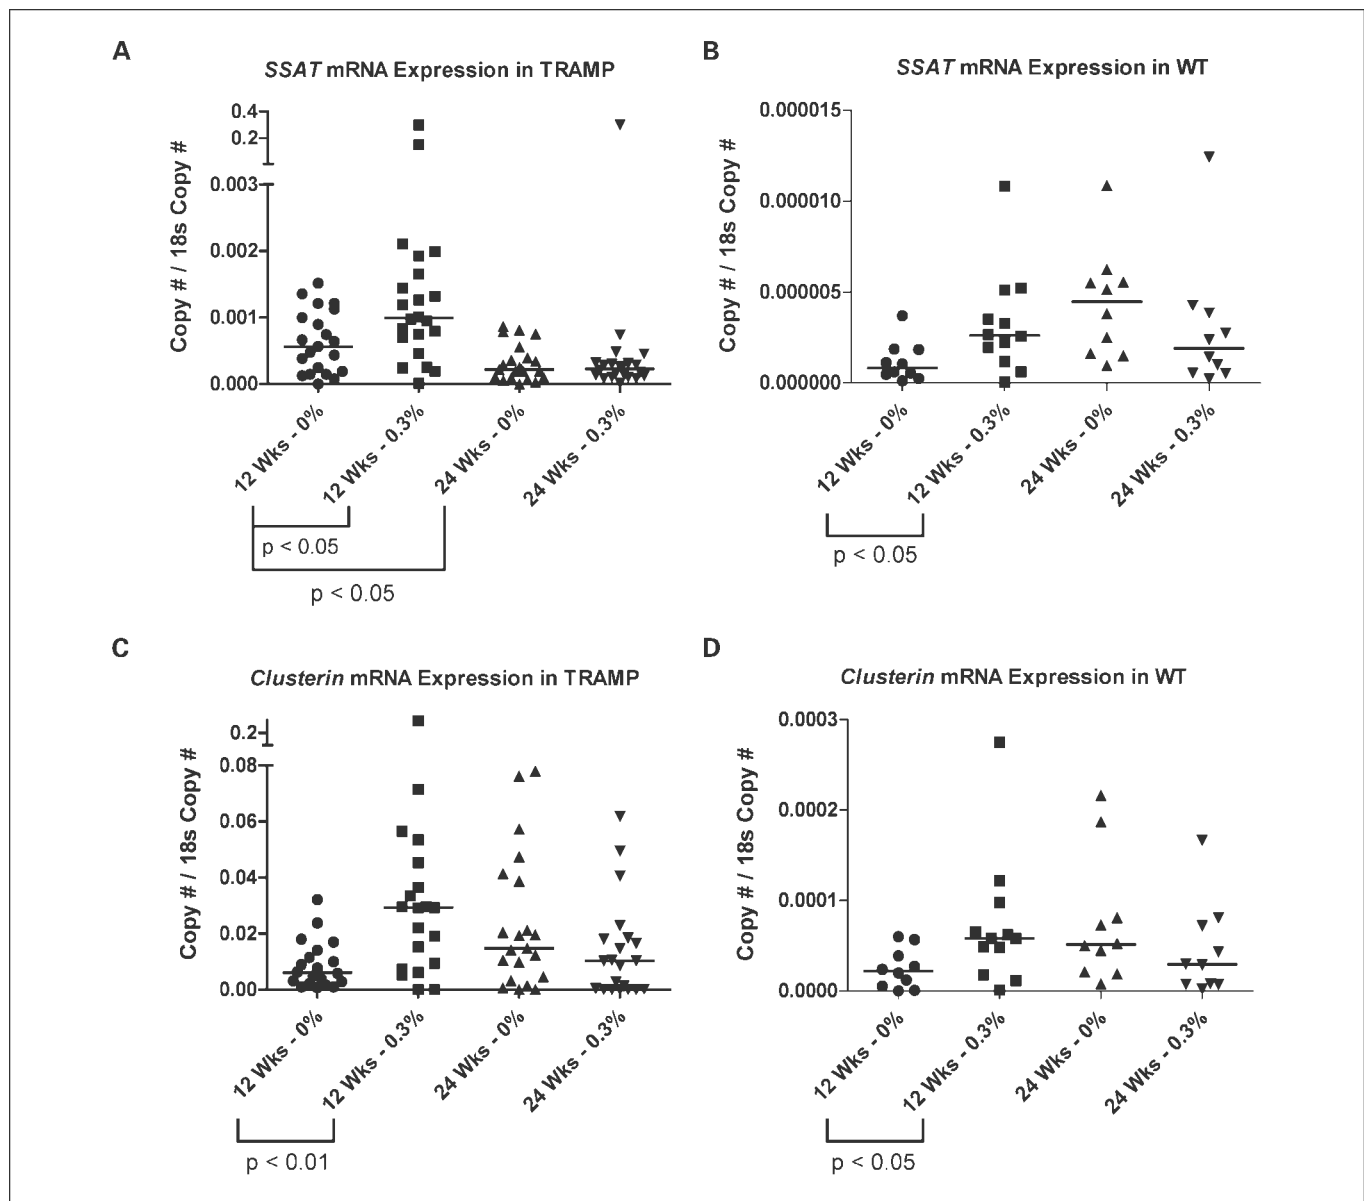 A
SSAT mRNA Expression in TRAMP
Copy # / 18s Copy #
0.4
0.2
0.003
0.002
0.001
0.000
12 Wks - 0%
12 Wks - 0.3%
24 Wks - 0%
24 Wks - 0.3%
p < 0.05
p < 0.05
B
SSAT mRNA Expression in WT
Copy # / 18s Copy #
0.000015
0.000010
0.000005
0.000000
12 Wks - 0%
12 Wks - 0.3%
24 Wks - 0%
24 Wks - 0.3%
p < 0.05
C
Clusterin mRNA Expression in TRAMP
Copy # / 18s Copy #
0.2
0.08
0.06
0.04
0.02
0.00
12 Wks - 0%
12 Wks - 0.3%
24 Wks - 0%
24 Wks - 0.3%
p < 0.01
D
Clusterin mRNA Expression in WT
Copy # / 18s Copy #
0.0003
0.0002
0.0001
0.0000
12 Wks - 0%
12 Wks - 0.3%
24 Wks - 0%
24 Wks - 0.3%
p < 0.05